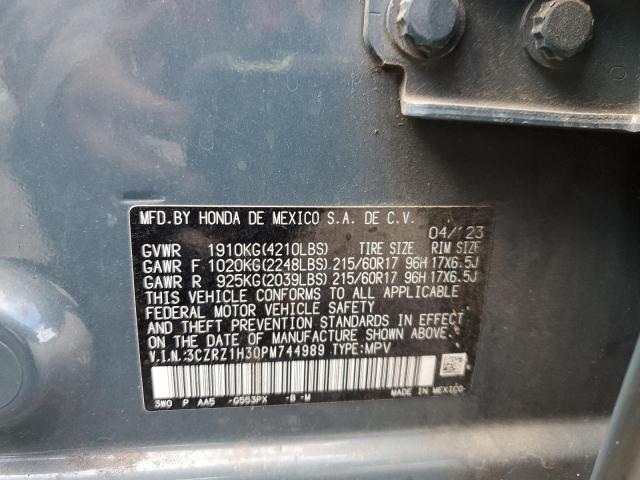 MFD.BY HONDA DE MEXICO S.A. DE C.V.
04/123
GVWR 1910KG(4210LBS) TIRE SIZE RIM SIZE
GAWR F 1020KG(2248LBS) 215/60R17 96H 17X6.5J
GAWR R 925KG(2039LBS) 215/60R17 96H 17X6.5J
THIS VEHICLE CONFORMS TO ALL APPLICABLE
FEDERAL MOTOR VEHICLE SAFETY
AND THEFT PREVENTION STANDARDS IN EFFECT
ON THE DATE OF MANUFACTURE SHOWN ABOVE.
V.I.N.:3CZRZ1H30PM744989 TYPE:MPV
3W0 P AA5 -G553PX -B -M
MADE IN MEXICO